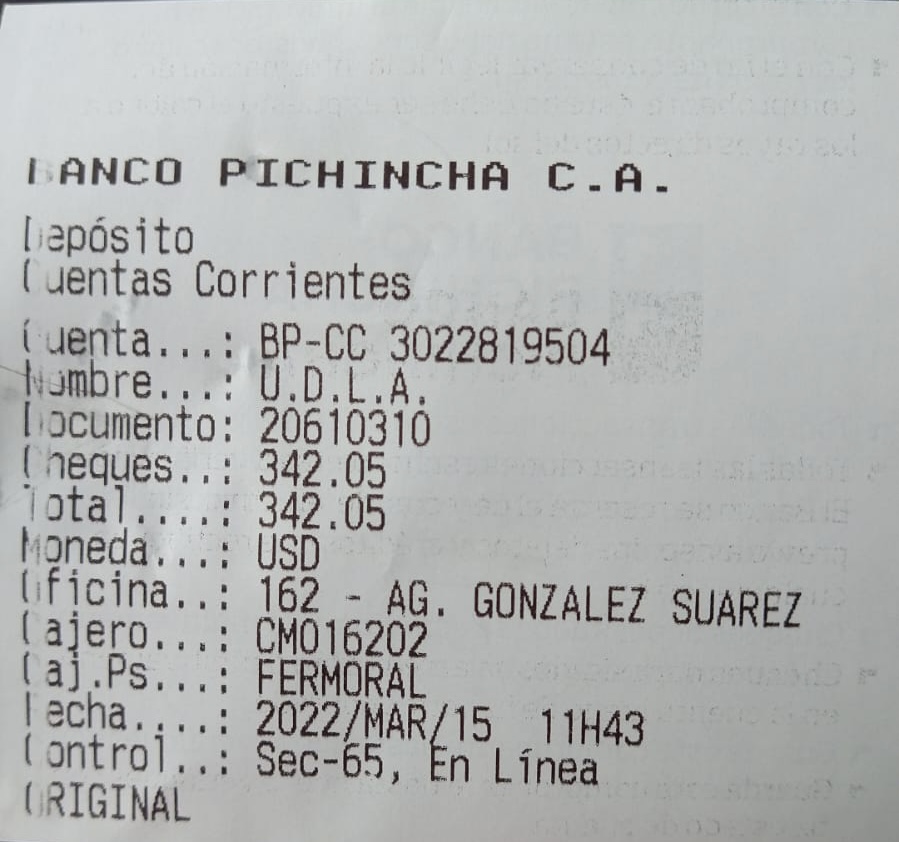 BANCO PICHINCHA C.A.
Depósito
Cuentas Corrientes
Cuenta...: BP-CC 3022819504
Nombre...: U.D.L.A.
Documento: 20610310
Cheques..: 342.05
Total....: 342.05
Moneda...: USD
Oficina..: 162 - AG. GONZALEZ SUAREZ
Cajero...: CMO16202
Caj.Ps...: FERMORAL
Fecha....: 2022/MAR/15  11H43
Control..: Sec-65, En Línea
ORIGINAL